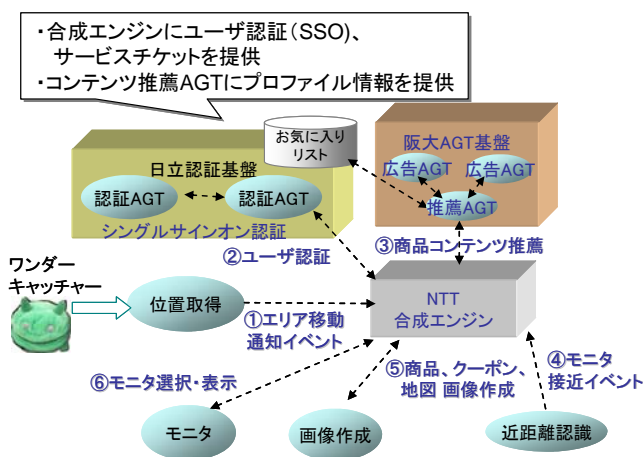 ・合成エンジンにユーザ認証(SSO)、
サービスチケットを提供
・コンテンツ推薦AGTにプロファイル情報を提供
お気に入り
リスト
阪大AGT基盤
広告AGT
広告AGT
推薦AGT
日立認証基盤
認証AGT
認証AGT
シングルサインオン認証
②ユーザ認証
③商品コンテンツ推薦
ワンダー
キャッチャー
位置取得
①エリア移動
通知イベント
NTT
合成エンジン
⑥モニタ選択・表示
⑤商品、クーポン、
地図 画像作成
④モニタ
接近イベント
モニタ
画像作成
近距離認識